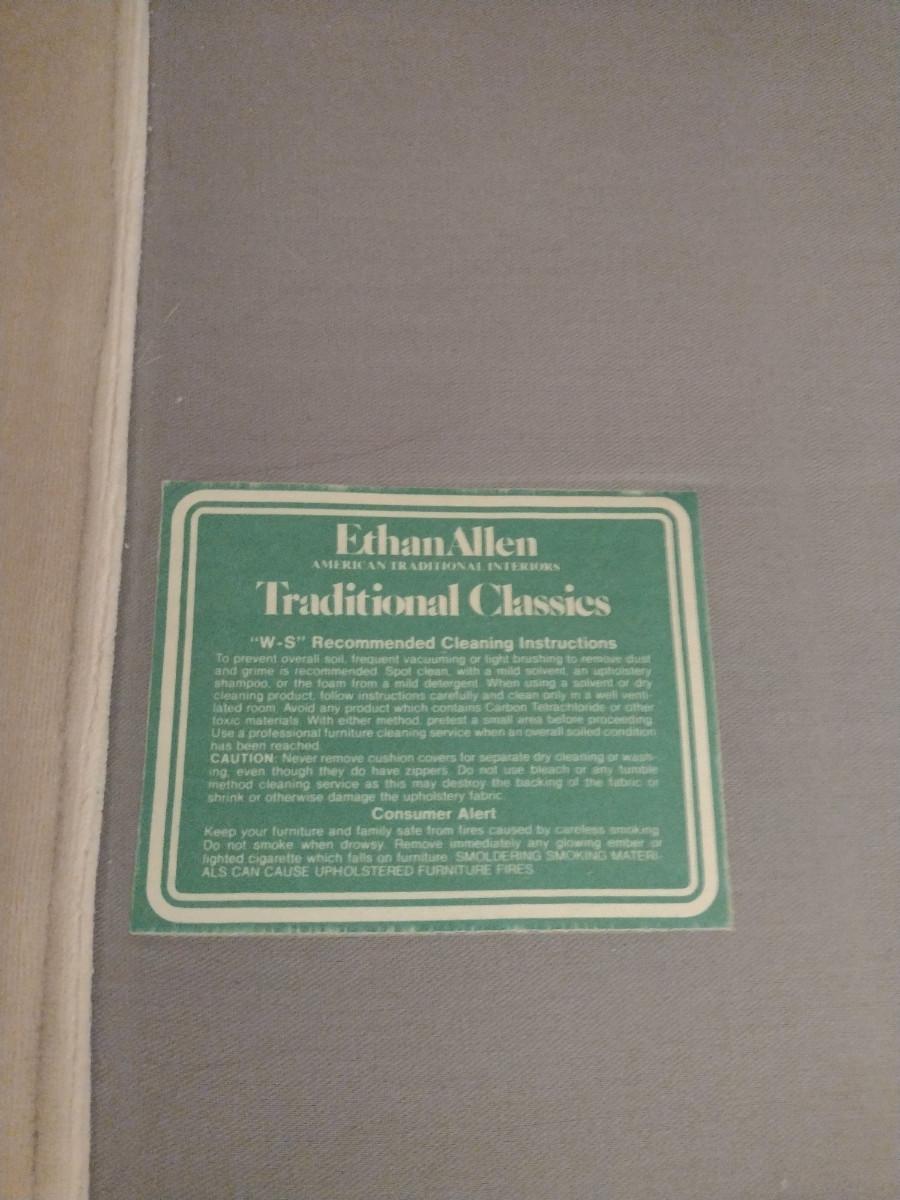 Ethan Allen
AMERICAN TRADITIONAL INTERIORS
Traditional Classics
"W-S" Recommended Cleaning Instructions
To prevent overall soil, frequent vacuuming or light brushing to remove dust
and grime is recommended. Spot clean, with a mild solvent, an upholstery
shampoo, or the foam from a mild detergent. When using a solvent or dry
cleaning product, follow instructions carefully and clean only in a well venti-
lated room. Avoid any product which contains Carbon Tetrachloride or other
toxic materials. With either method, pretest a small area before proceeding.
Use a professional furniture cleaning service when an overall soiled condition
has been reached.
CAUTION: Never remove cushion covers for separate dry cleaning or wash-
ing, even though they do have zippers. Do not use bleach or any tumble
method cleaning service as this may destroy the backing of the fabric or
shrink or otherwise damage the upholstery fabric.
Consumer Alert
Keep your furniture and family safe from fires caused by careless smoking.
Do not smoke when drowsy. Remove immediately any glowing ember or
lighted cigarette which falls on furniture. SMOLDERING SMOKING MATERI-
ALS CAN CAUSE UPHOLSTERED FURNITURE FIRES.